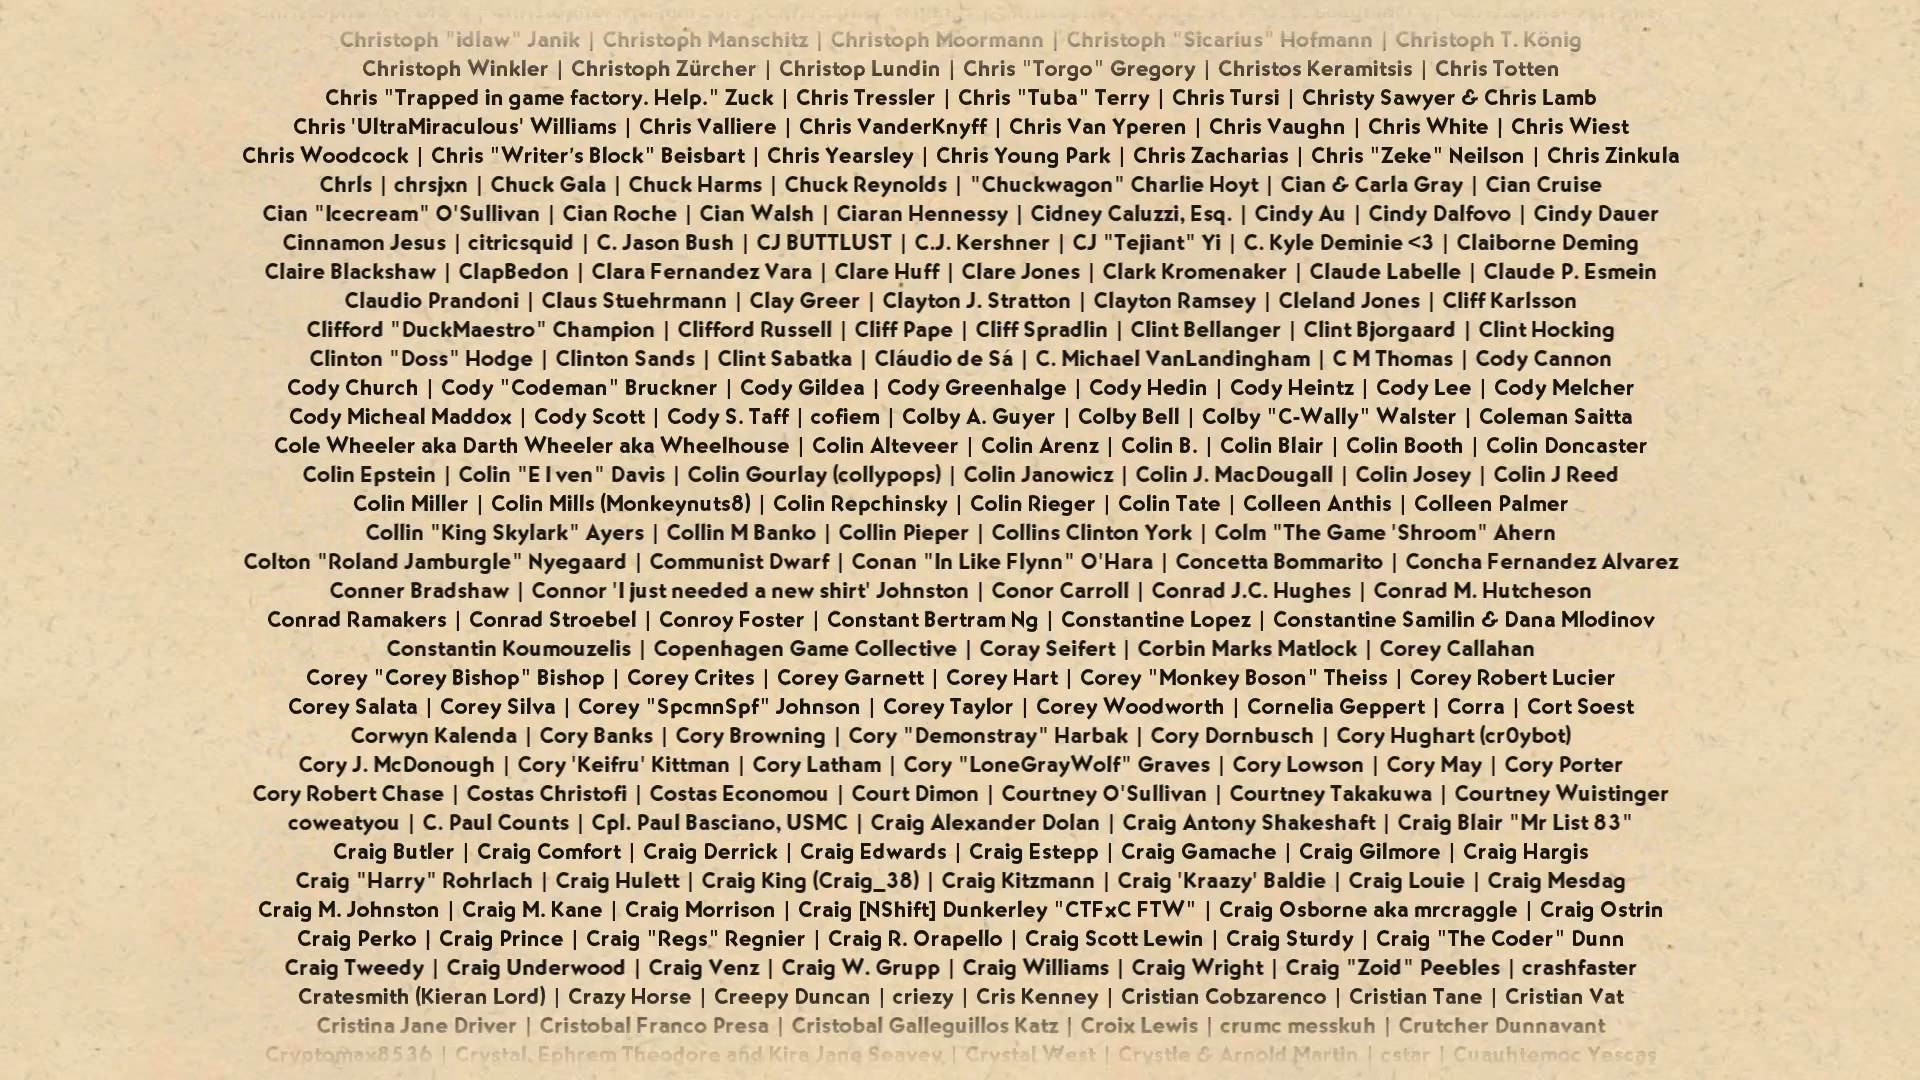 Christoph "idlaw" Janik | Christoph Manschitz | Christoph Moormann | Christoph "Sicarius" Hofmann | Christoph T. König
Christoph Winkler | Christoph Zürcher | Christop Lundin | Chris "Torgo" Gregory | Christos Keramitsis | Chris Totten
Chris "Trapped in game factory. Help." Zuck | Chris Tressler | Chris "Tuba" Terry | Chris Tursi | Christy Sawyer & Chris Lamb
Chris 'UltraMiraculous' Williams | Chris Valliere | Chris VanderKnyff | Chris Van Yperen | Chris Vaughn | Chris White | Chris Wiest
Chris Woodcock | Chris "Writer's Block" Beisbart | Chris Yearsley | Chris Young Park | Chris Zacharias | Chris "Zeke" Neilson | Chris Zinkula
Chrls | chrsjxn | Chuck Gala | Chuck Harms | Chuck Reynolds | "Chuckwagon" Charlie Hoyt | Cian & Carla Gray | Cian Cruise
Cian "Icecream" O'Sullivan | Cian Roche | Cian Walsh | Ciaran Hennessy | Cidney Caluzzi, Esq. | Cindy Au | Cindy Dalfovo | Cindy Dauer
Cinnamon Jesus | citricsquid | C. Jason Bush | CJ BUTTLUST | C.J. Kershner | CJ "Tejiant" Yi | C. Kyle Deminie <3 | Claiborne Deming
Claire Blackshaw | ClapBedon | Clara Fernandez Vara | Clare Huff | Clare Jones | Clark Kromenaker | Claude Labelle | Claude P. Esmein
Claudio Prandoni | Claus Stuehrmann | Clay Greer | Clayton J. Stratton | Clayton Ramsey | Cleland Jones | Cliff Karlsson
Clifford "DuckMaestro" Champion | Clifford Russell | Cliff Pape | Cliff Spradlin | Clint Bellanger | Clint Bjorgaard | Clint Hocking
Clinton "Doss" Hodge | Clinton Sands | Clint Sabatka | Cláudio de Sá | C. Michael VanLandingham | C M Thomas | Cody Cannon
Cody Church | Cody "Codeman" Bruckner | Cody Gildea | Cody Greenhalge | Cody Hedin | Cody Heintz | Cody Lee | Cody Melcher
Cody Micheal Maddox | Cody Scott | Cody S. Taff | cofiem | Colby A. Guyer | Colby Bell | Colby "C-Wally" Walster | Coleman Saitta
Cole Wheeler aka Darth Wheeler aka Wheelhouse | Colin Alteveer | Colin Arenz | Colin B. | Colin Blair | Colin Booth | Colin Doncaster
Colin Epstein | Colin "E I ven" Davis | Colin Gourlay (collypops) | Colin Janowicz | Colin J. MacDougall | Colin Josey | Colin J Reed
Colin Miller | Colin Mills (Monkeynuts8) | Colin Repchinsky | Colin Rieger | Colin Tate | Colleen Anthis | Colleen Palmer
Collin "King Skylark" Ayers | Collin M Banko | Collin Pieper | Collins Clinton York | Colm "The Game 'Shroom" Ahern
Colton "Roland Jamburgle" Nyegaard | Communist Dwarf | Conan "In Like Flynn" O'Hara | Concetta Bommarito | Concha Fernandez Alvarez
Conner Bradshaw | Connor 'I just needed a new shirt' Johnston | Conor Carroll | Conrad J.C. Hughes | Conrad M. Hutcheson
Conrad Ramakers | Conrad Stroebel | Conroy Foster | Constant Bertram Ng | Constantine Lopez | Constantine Samilin & Dana Mlodinov
Constantin Koumouzelis | Copenhagen Game Collective | Coray Seifert | Corbin Marks Matlock | Corey Callahan
Corey "Corey Bishop" Bishop | Corey Crites | Corey Garnett | Corey Hart | Corey "Monkey Boson" Theiss | Corey Robert Lucier
Corey Salata | Corey Silva | Corey "SpcmnSpf" Johnson | Corey Taylor | Corey Woodworth | Cornelia Geppert | Corra | Cort Soest
Corwyn Kalenda | Cory Banks | Cory Browning | Cory "Demonstray" Harbak | Cory Dornbusch | Cory Hughart (cr0ybot)
Cory J. McDonough | Cory 'Keifru' Kittman | Cory Latham | Cory "LoneGrayWolf" Graves | Cory Lowson | Cory May | Cory Porter
Cory Robert Chase | Costas Christofi | Costas Economou | Court Dimon | Courtney O'Sullivan | Courtney Takakuwa | Courtney Wuistinger
coweatyou | C. Paul Counts | Cpl. Paul Basciano, USMC | Craig Alexander Dolan | Craig Antony Shakeshaft | Craig Blair "Mr List 83"
Craig Butler | Craig Comfort | Craig Derrick | Craig Edwards | Craig Estepp | Craig Gamache | Craig Gilmore | Craig Hargis
Craig "Harry" Rohrlach | Craig Hulett | Craig King (Craig_38) | Craig Kitzmann | Craig 'Kraazy' Baldie | Craig Louie | Craig Mesdag
Craig M. Johnston | Craig M. Kane | Craig Morrison | Craig [NShift] Dunkerley "CTFxC FTW" | Craig Osborne aka mrcraggle | Craig Ostrin
Craig Perko | Craig Prince | Craig "Regs" Regnier | Craig R. Orapello | Craig Scott Lewin | Craig Sturdy | Craig "The Coder" Dunn
Craig Tweedy | Craig Underwood | Craig Venz | Craig W. Grupp | Craig Williams | Craig Wright | Craig "Zoid" Peebles | crashfaster
Cratesmith (Kieran Lord) | Crazy Horse | Creepy Duncan | criezy | Cris Kenney | Cristian Cobzarenco | Cristian Tane | Cristian Vat
Cristina Jane Driver | Cristobal Franco Presa | Cristobal Galleguillos Katz | Croix Lewis | crumc messkuh | Crutcher Dunnavant
Cryptomax8536 | Crystal, Ephrem Theodore and Kira Jane Seavey | Crystal West | Crystle & Arnold Martin | cstar | Cuauhtemoc Yescas